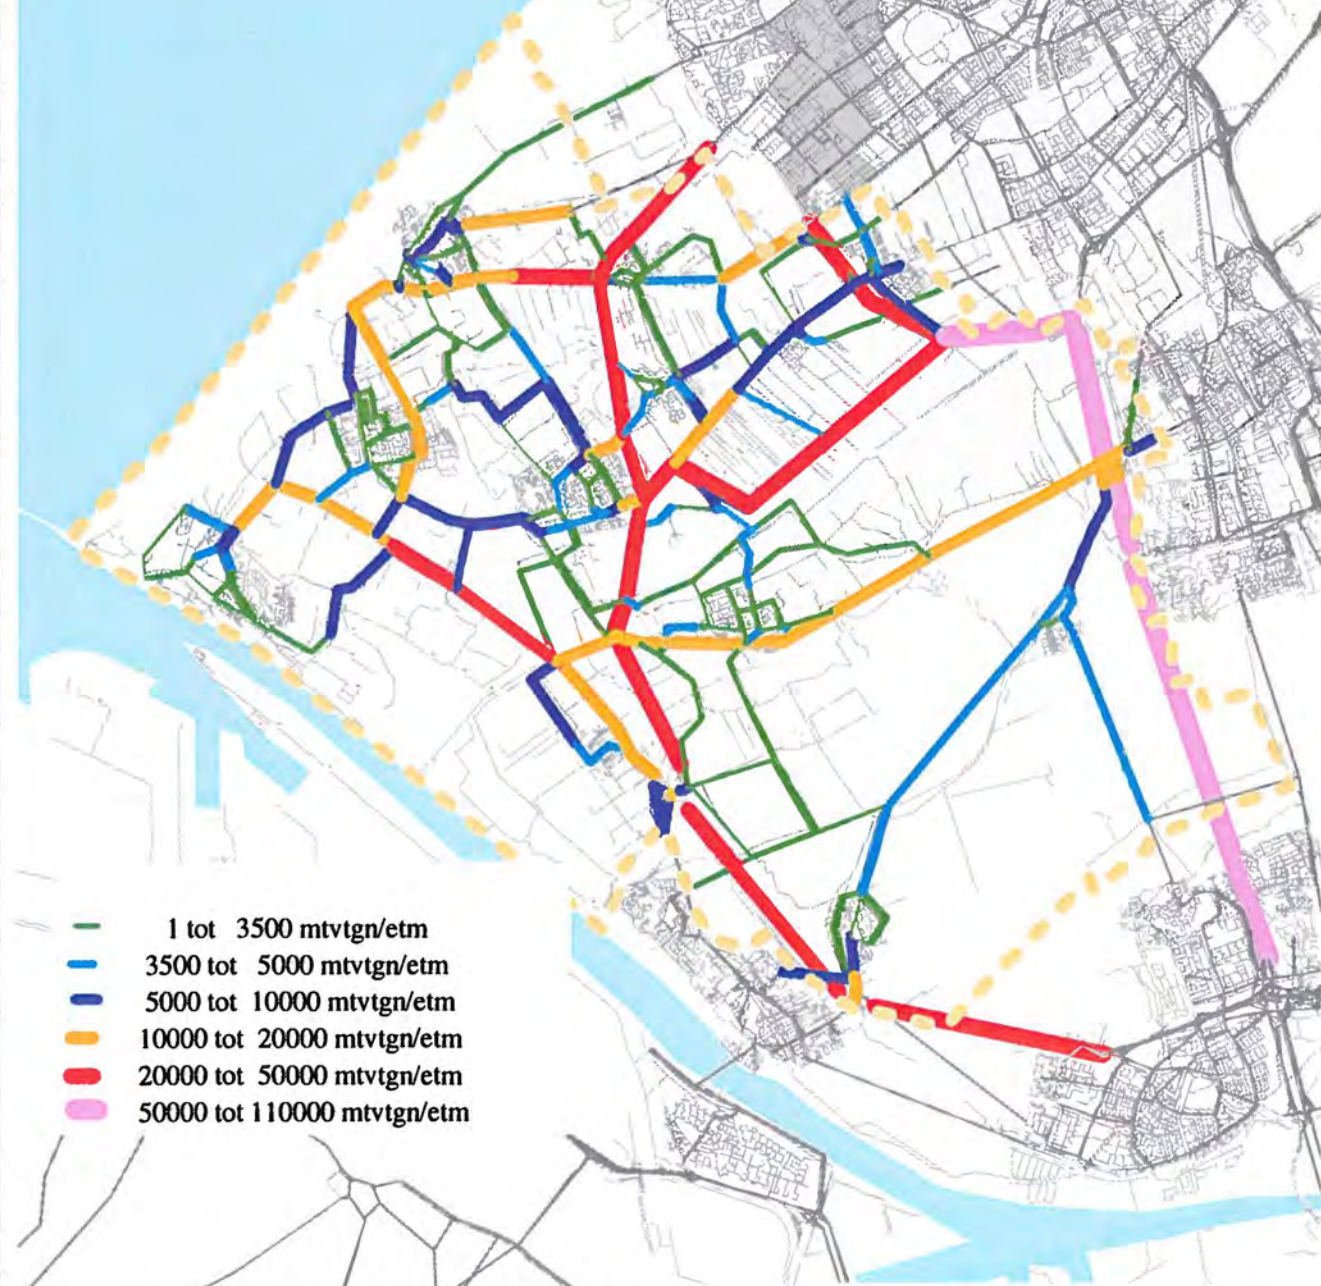 1 tot 3500 mtvtgn/etm
3500 tot 5000 mtvtgn/etm
5000 tot 10000 mtvtgn/etm
10000 tot 20000 mtvtgn/etm
20000 tot 50000 mtvtgn/etm
50000 tot 110000 mtvtgn/etm